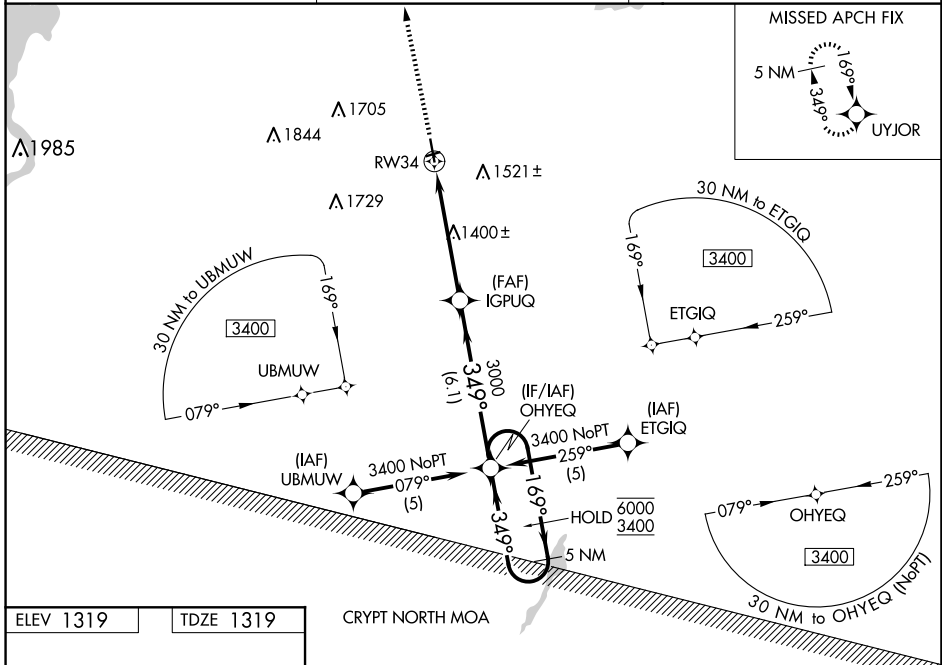 MISSED APCH FIX
5 NM
169°
349°
UYJOR
1705
1844
1985
RW34
1521±
1729
1400±
30 NM to UBMUW
169°
3400
UBMUW
079°
(FAF)
IGPUQ
30 NM to ETGIQ
169°
3400
ETGIQ
259°
3000
349°
(6.1)
(IF/IAF)
OHYEQ
(IAF)
ETGIQ
3400 NoPT
259°
(5)
(IAF)
UBMUW
3400 NoPT
079°
(5)
169°
349°
HOLD
6000
3400
5 NM
079°
259°
OHYEQ
3400
30 NM to OHYEQ (NoPT)
ELEV 1319
TDZE 1319
CRYPT NORTH MOA